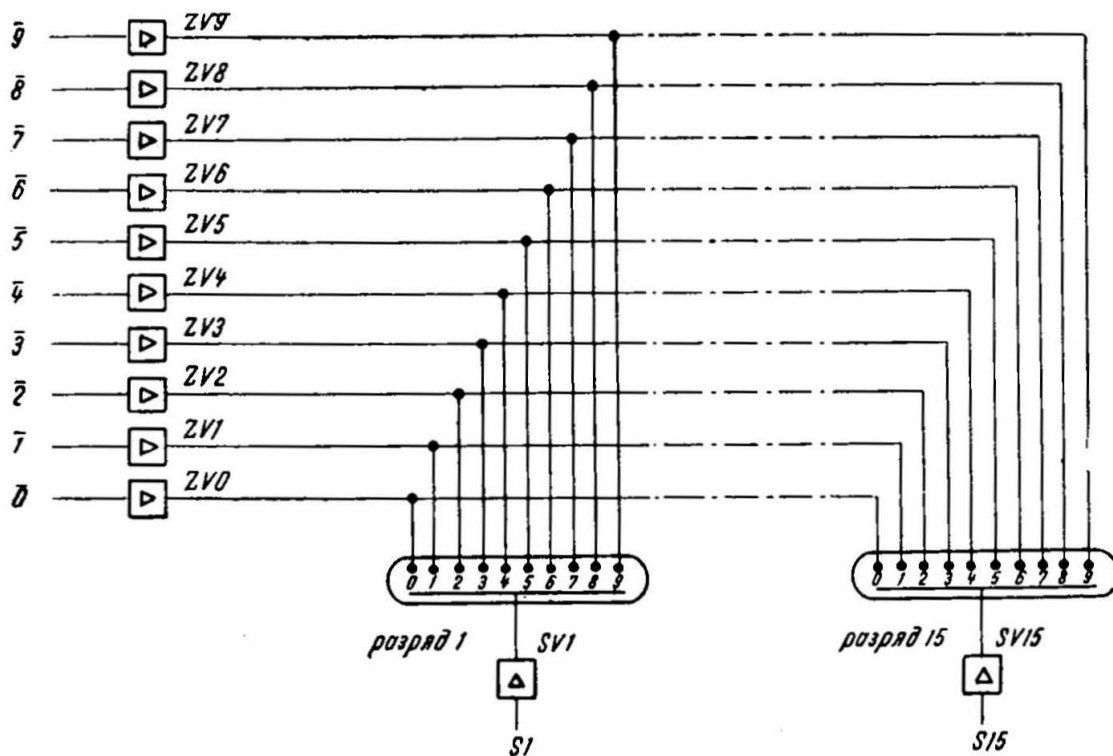 9̄ ZV9
8̄ ZV8
7̄ ZV7
6̄ ZV6
5̄ ZV5
4̄ ZV4
3̄ ZV3
2̄ ZV2
1̄ ZV1
0̄ ZV0
0 1 2 3 4 5 6 7 8 9
0 1 2 3 4 5 6 7 8 9
разряд 1 SV1
разряд 15 SV15
S1
S15